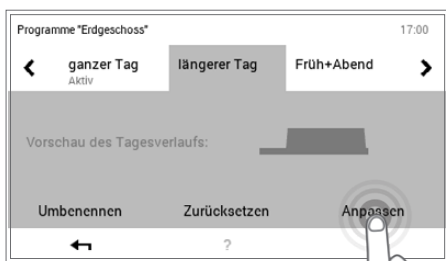 Programme "Erdgeschoss" 17:00
ganzer Tag längerer Tag Früh+Abend
Aktiv
Vorschau des Tagesverlaufs:
Umbenennen Zurücksetzen Anpassen
?